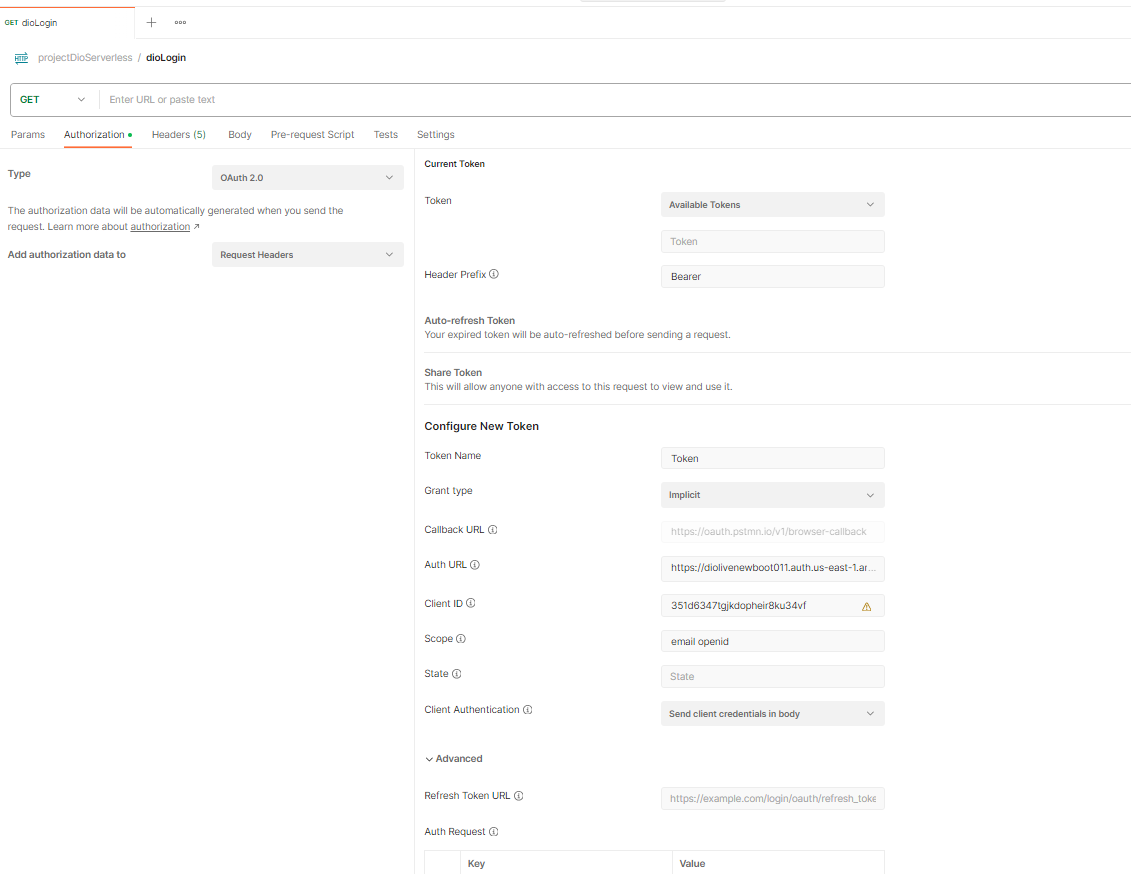 GET dioLogin
HTTP projectDioServerless / dioLogin
GET Enter URL or paste text
Params Authorization Headers (5) Body Pre-request Script Tests Settings
Type OAuth 2.0
The authorization data will be automatically generated when you send the
request. Learn more about authorization ↗
Add authorization data to Request Headers
Current Token
Token Available Tokens
Token
Header Prefix Bearer
Auto-refresh Token
Your expired token will be auto-refreshed before sending a request.
Share Token
This will allow anyone with access to this request to view and use it.
Configure New Token
Token Name Token
Grant type Implicit
Callback URL https://oauth.pstmn.io/v1/browser-callback
Auth URL https://diolivenewboot011.auth.us-east-1.ar...
Client ID 351d6347tgjkdopheir8ku34vf
Scope email openid
State State
Client Authentication Send client credentials in body
Advanced
Refresh Token URL https://example.com/login/oauth/refresh_toke
Auth Request
Key Value